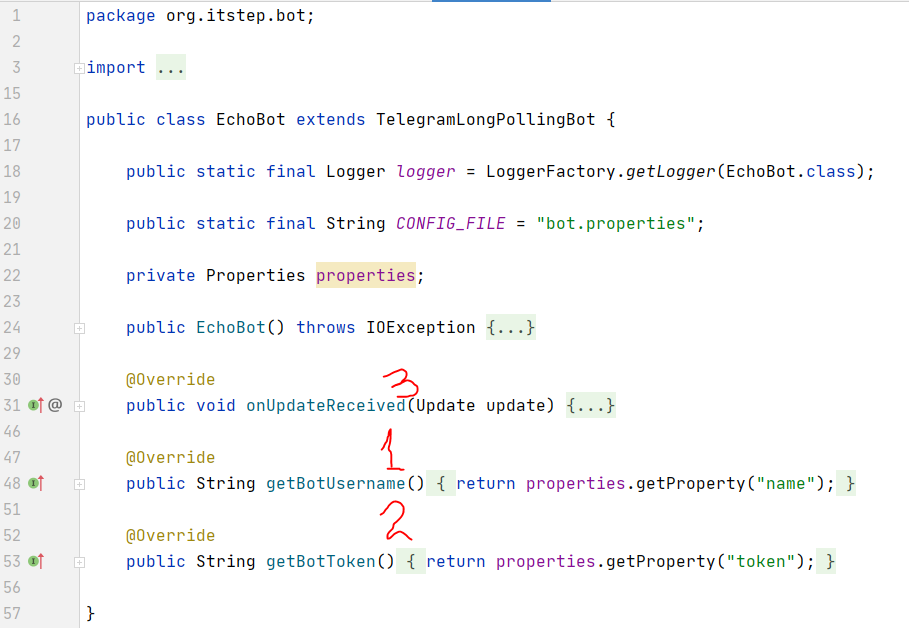 1 package org.itstep.bot;
2
3 import ...
15
16 public class EchoBot extends TelegramLongPollingBot {
17
18 public static final Logger logger = LoggerFactory.getLogger(EchoBot.class);
19
20 public static final String CONFIG_FILE = "bot.properties";
21
22 private Properties properties;
23
24 public EchoBot() throws IOException {...}
29
30 @Override
3
31 @ public void onUpdateReceived(Update update) {...}
46
47 @Override
1
48 public String getBotUsername() { return properties.getProperty("name"); }
51
2
52 @Override
53 public String getBotToken() { return properties.getProperty("token"); }
56
57 }